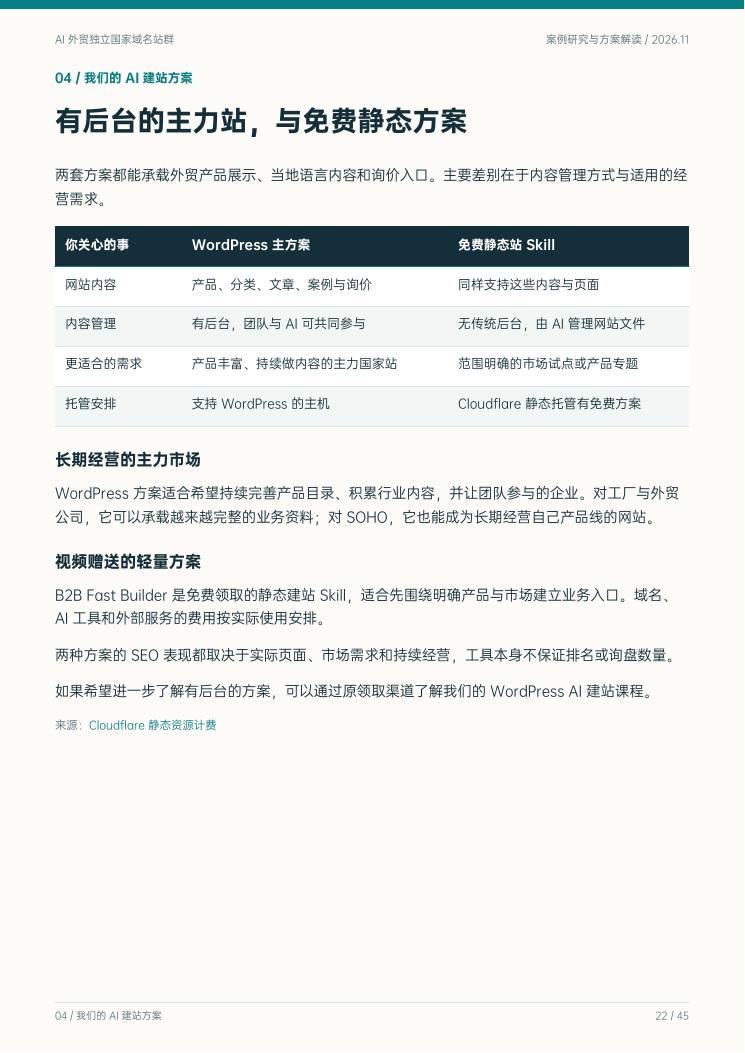 AI 外贸独立国家域名站群
案例研究与方案解读 / 2026.11
04 / 我们的 AI 建站方案
有后台的主力站，与免费静态方案
两套方案都能承载外贸产品展示、当地语言内容和询价入口。主要差别在于内容管理方式与适用的经
营需求。
你关心的事 WordPress 主方案 免费静态站 Skill
网站内容 产品、分类、文章、案例与询价 同样支持这些内容与页面
内容管理 有后台，团队与 AI 可共同参与 无传统后台，由 AI 管理网站文件
更适合的需求 产品丰富、持续做内容的主力国家站 范围明确的市场试点或产品专题
托管安排 支持 WordPress 的主机 Cloudflare 静态托管有免费方案
长期经营的主力市场
WordPress 方案适合希望持续完善产品目录、积累行业内容，并让团队参与的企业。对工厂与外贸
公司，它可以承载越来越完整的业务资料；对 SOHO，它也能成为长期经营自己产品线的网站。
视频赠送的轻量方案
B2B Fast Builder 是免费领取的静态建站 Skill，适合先围绕明确产品与市场建立业务入口。域名、
AI 工具和外部服务的费用按实际使用安排。
两种方案的 SEO 表现都取决于实际页面、市场需求和持续经营，工具本身不保证排名或询盘数量。
如果希望进一步了解有后台的方案，可以通过原领取渠道了解我们的 WordPress AI 建站课程。
来源：Cloudflare 静态资源计费
04 / 我们的 AI 建站方案
22 / 45